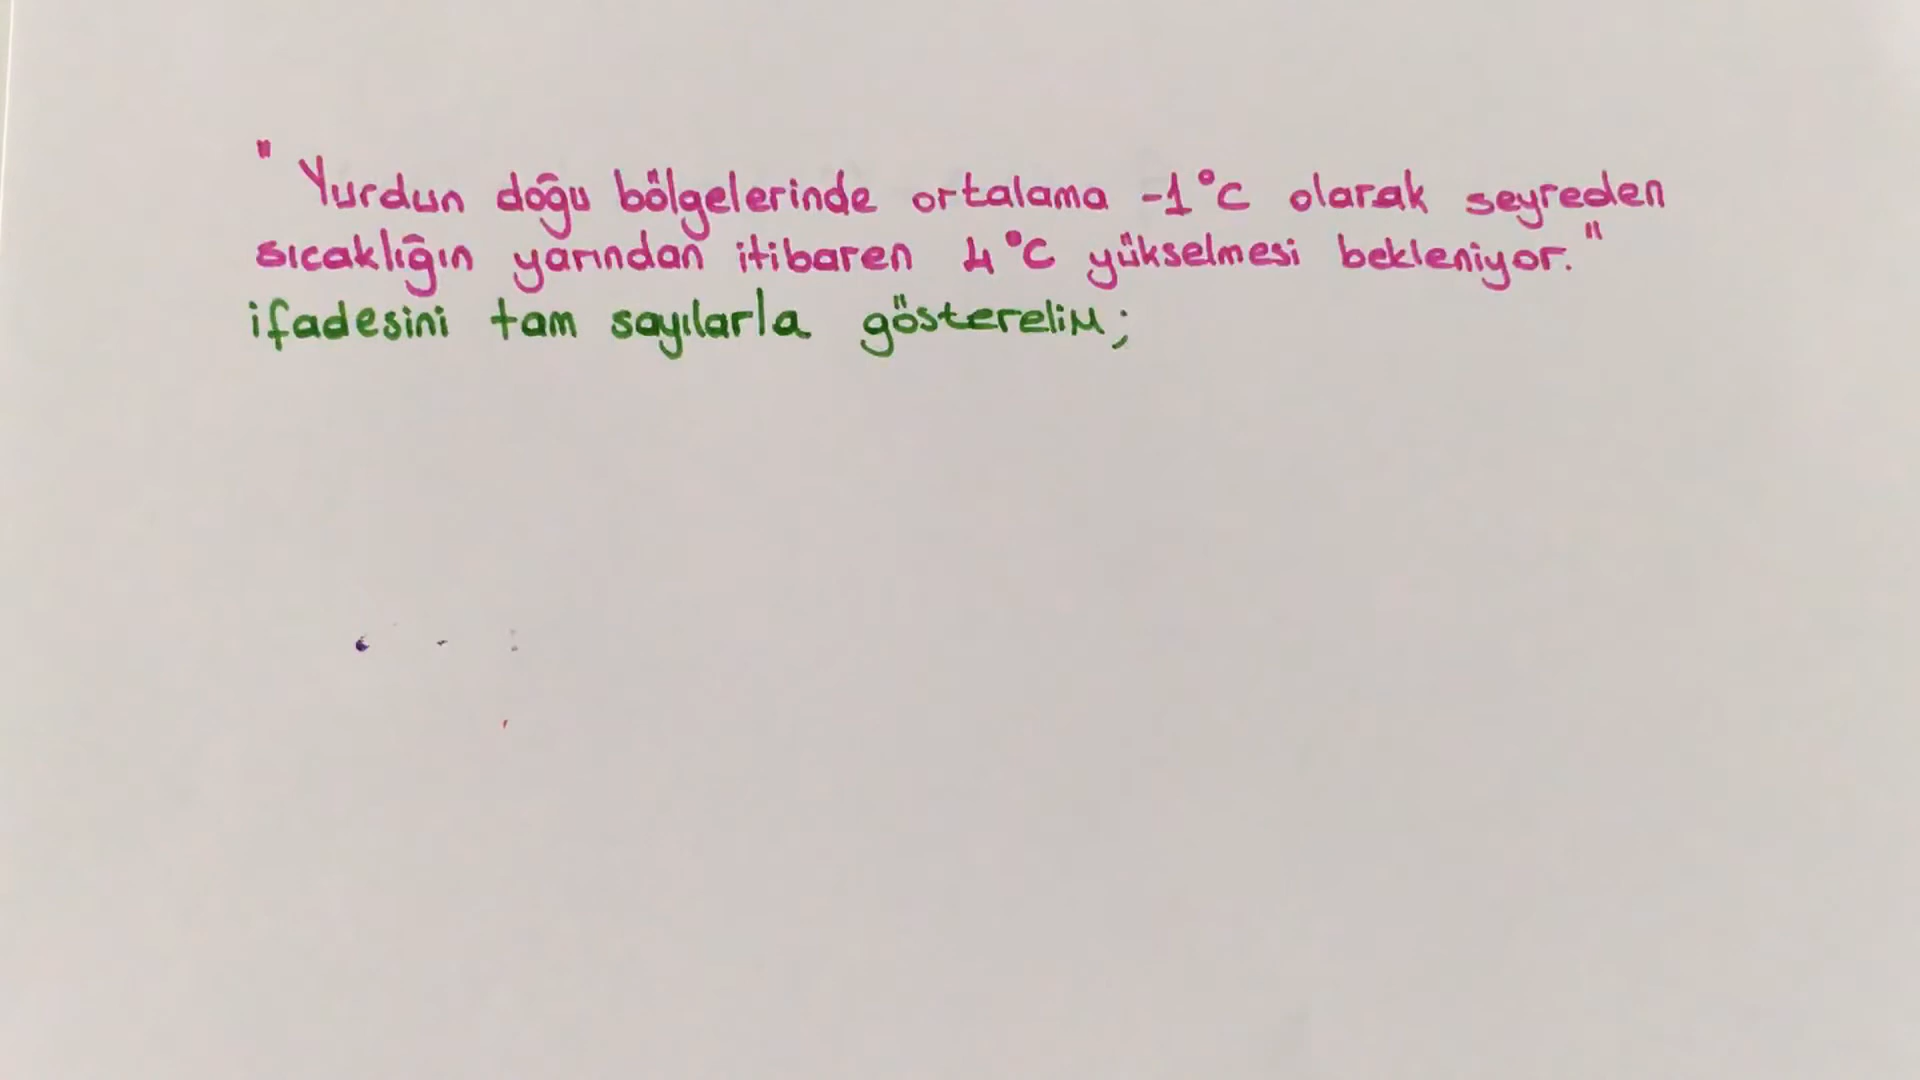 "Yurdun doğu bölgelerinde ortalama -1°C olarak seyreden
sıcaklığın yarından itibaren 4°C yükselmesi bekleniyor."
ifadesini tam sayılarla gösterelim;